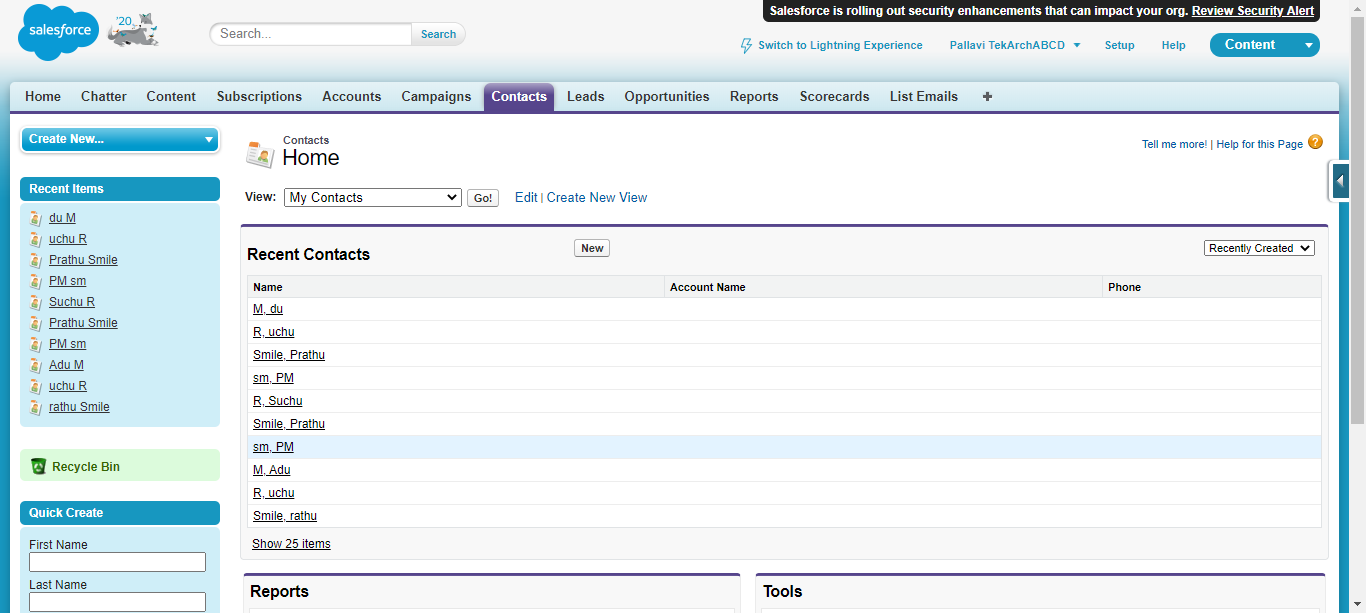 Salesforce is rolling out security enhancements that can impact your org. Review Security Alert
salesforce
'20
Search...
Search
Switch to Lightning Experience
Pallavi TekArchABCD
Setup
Help
Content
Home
Chatter
Content
Subscriptions
Accounts
Campaigns
Contacts
Leads
Opportunities
Reports
Scorecards
List Emails
+
Create New...
Recent Items
du M
uchu R
Prathu Smile
PM sm
Suchu R
Prathu Smile
PM sm
Adu M
uchu R
rathu Smile
Recycle Bin
Quick Create
First Name
Last Name
Contacts
Home
Tell me more! | Help for this Page ?
View: My Contacts Go! Edit | Create New View
Recent Contacts
New
Recently Created
Name Account Name Phone
M, du
R, uchu
Smile, Prathu
sm, PM
R, Suchu
Smile, Prathu
sm, PM
M, Adu
R, uchu
Smile, rathu
Show 25 items
Reports
Tools